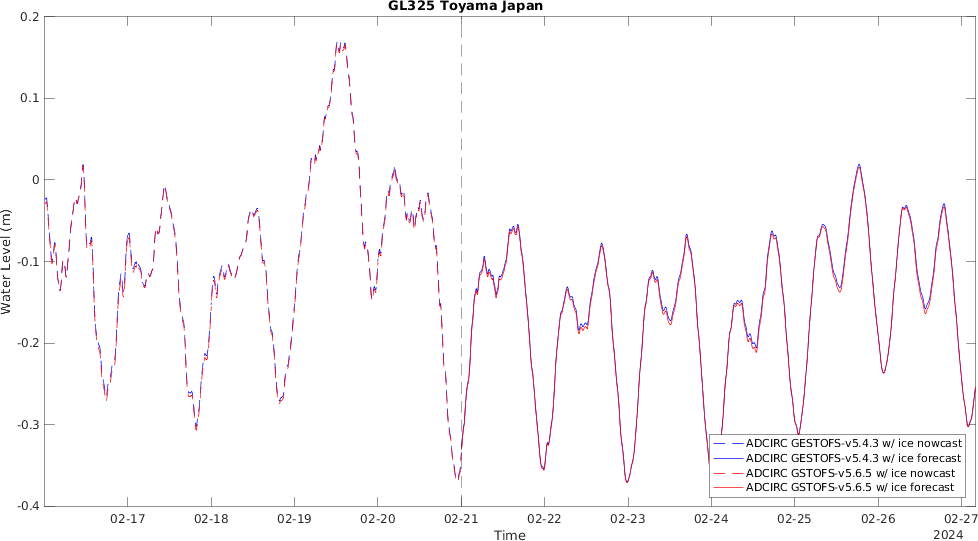 GL325 Toyama Japan
0.2
0.1
0
-0.1
-0.2
-0.3
-0.4
Water Level (m)
02-17 02-18 02-19 02-20 02-21 02-22 02-23 02-24 02-25 02-26 02-27
Time
2024
ADCIRC GESTOFS-v5.4.3 w/ ice nowcast
ADCIRC GESTOFS-v5.4.3 w/ ice forecast
ADCIRC GSTOFS-v5.6.5 w/ ice nowcast
ADCIRC GSTOFS-v5.6.5 w/ ice forecast